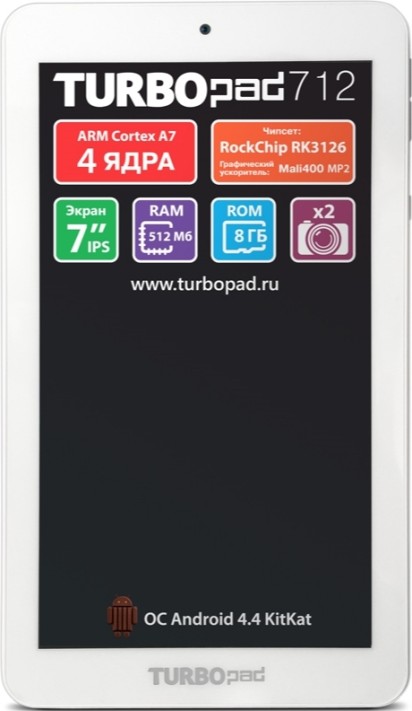 TURBOpad712
ARM Cortex A7
4 ЯДРА
Чипсет:
RockChip RK3126
Графический
ускоритель: Mali400 MP2
Экран
7" IPS
RAM
512 Мб
ROM
8 ГБ
x2
www.turbopad.ru
ОС Android 4.4 KitKat
TURBOpad